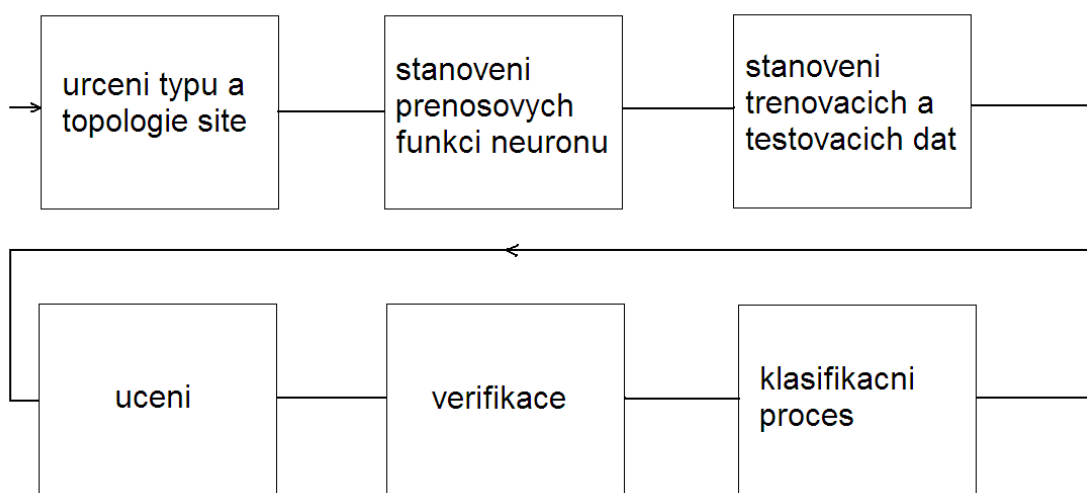 urceni typu a
topologie site
stanoveni
prenosovych
funkci neuronu
stanoveni
trenovacich a
testovacich dat
uceni
verifikace
klasifikacni
proces